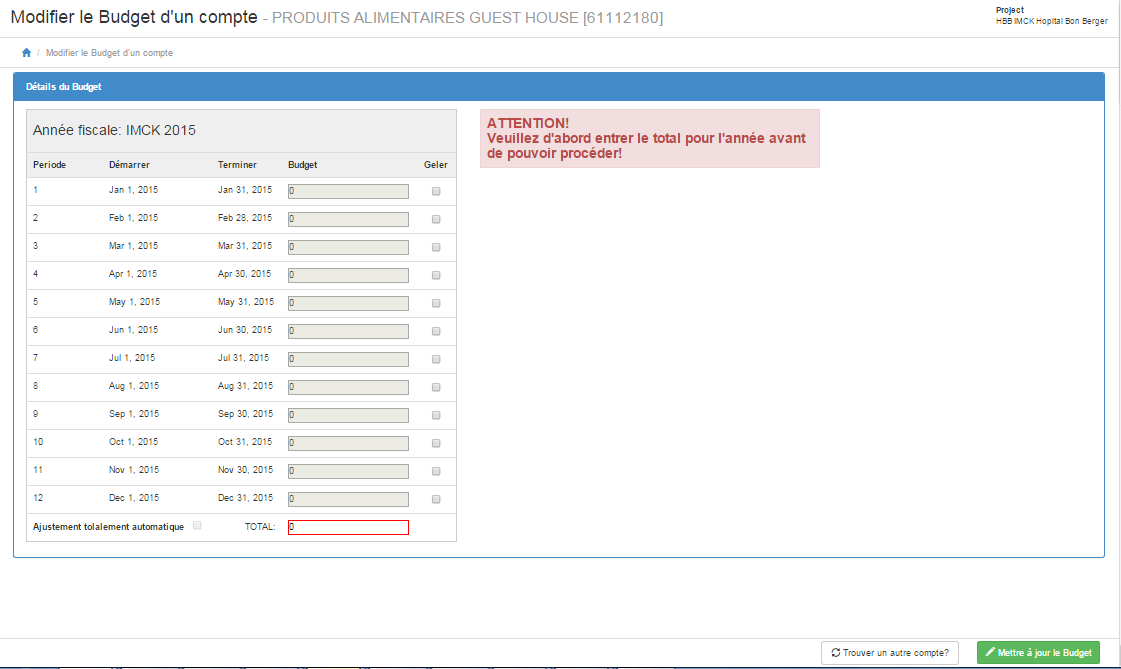 Modifier le Budget d'un compte - PRODUITS ALIMENTAIRES GUEST HOUSE [61112180]
Project
HBB IMCK Hopital Bon Berger
/ Modifier le Budget d'un compte
Détails du Budget
Année fiscale: IMCK 2015
ATTENTION!
Veuillez d'abord entrer le total pour l'année avant
de pouvoir procéder!
Periode Démarrer Terminer Budget Geler
1 Jan 1, 2015 Jan 31, 2015 0
2 Feb 1, 2015 Feb 28, 2015 0
3 Mar 1, 2015 Mar 31, 2015 0
4 Apr 1, 2015 Apr 30, 2015 0
5 May 1, 2015 May 31, 2015 0
6 Jun 1, 2015 Jun 30, 2015 0
7 Jul 1, 2015 Jul 31, 2015 0
8 Aug 1, 2015 Aug 31, 2015 0
9 Sep 1, 2015 Sep 30, 2015 0
10 Oct 1, 2015 Oct 31, 2015 0
11 Nov 1, 2015 Nov 30, 2015 0
12 Dec 1, 2015 Dec 31, 2015 0
Ajustement tolalement automatique TOTAL: 0
Trouver un autre compte? Mettre à jour le Budget